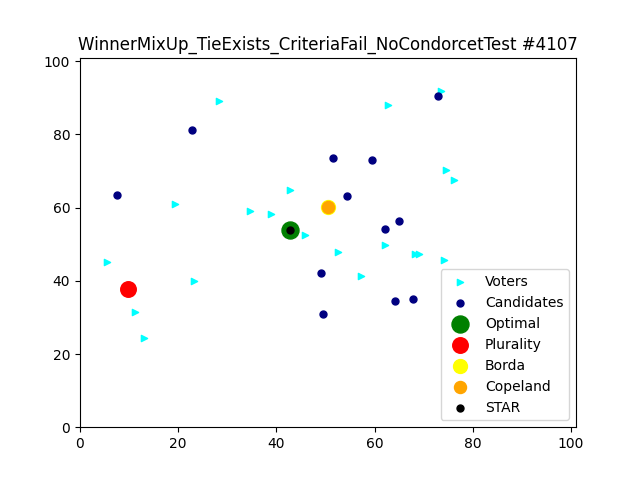 WinnerMixUp_TieExists_CriteriaFail_NoCondorcetTest #4107
100
80
60
40
20
0
0 20 40 60 80 100
Voters
Candidates
Optimal
Plurality
Borda
Copeland
STAR